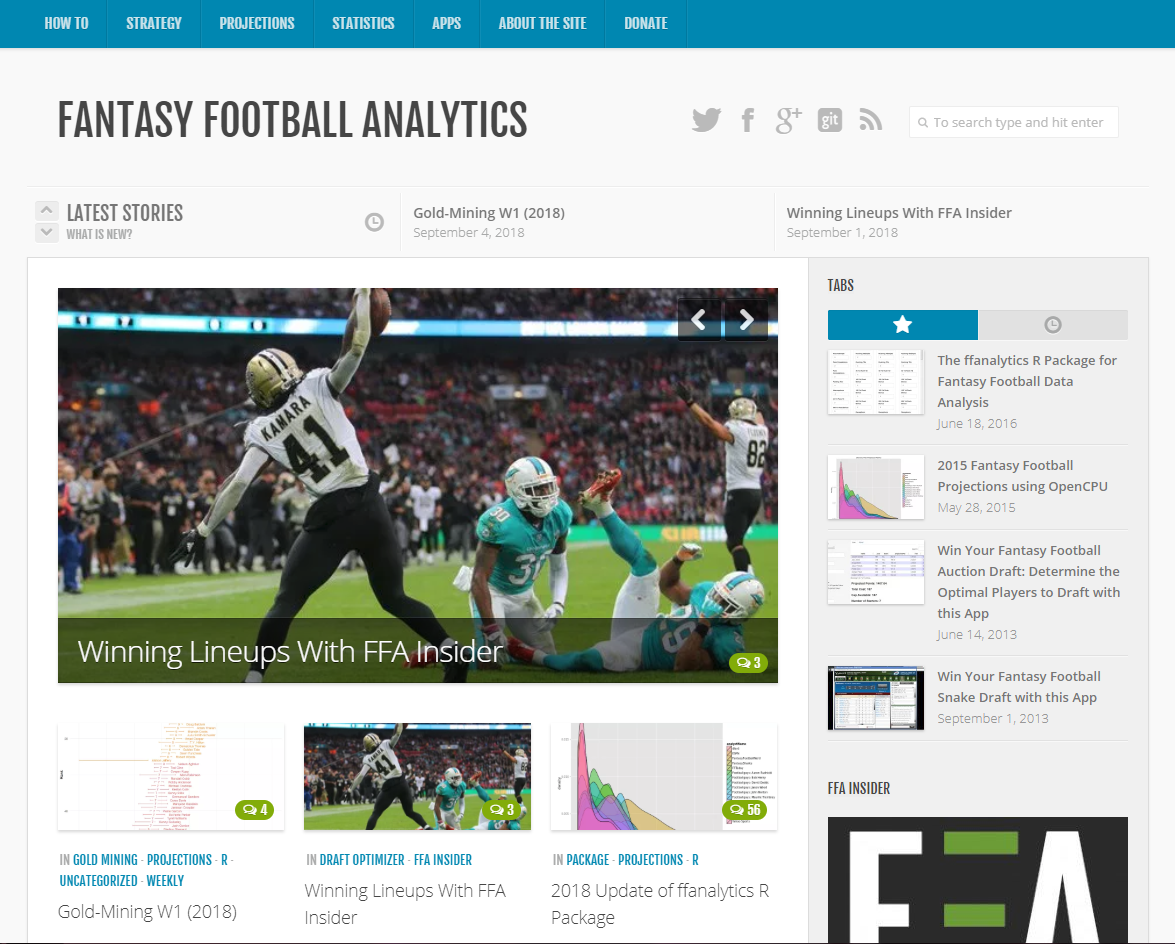 HOW TO
STRATEGY
PROJECTIONS
STATISTICS
APPS
ABOUT THE SITE
DONATE
FANTASY FOOTBALL ANALYTICS
git
To search type and hit enter
LATEST STORIES
WHAT IS NEW?
Gold-Mining W1 (2018)
September 4, 2018
Winning Lineups With FFA Insider
September 1, 2018
KAMARA
41
82
30
Winning Lineups With FFA Insider
3
4
3
56
IN GOLD MINING · PROJECTIONS · R ·
UNCATEGORIZED · WEEKLY
Gold-Mining W1 (2018)
IN DRAFT OPTIMIZER · FFA INSIDER
Winning Lineups With FFA
Insider
IN PACKAGE · PROJECTIONS · R
2018 Update of ffanalytics R
Package
TABS
The ffanalytics R Package for
Fantasy Football Data
Analysis
June 18, 2016
2015 Fantasy Football
Projections using OpenCPU
May 28, 2015
Win Your Fantasy Football
Auction Draft: Determine the
Optimal Players to Draft with
this App
June 14, 2013
Win Your Fantasy Football
Snake Draft with this App
September 1, 2013
FFA INSIDER
FFA